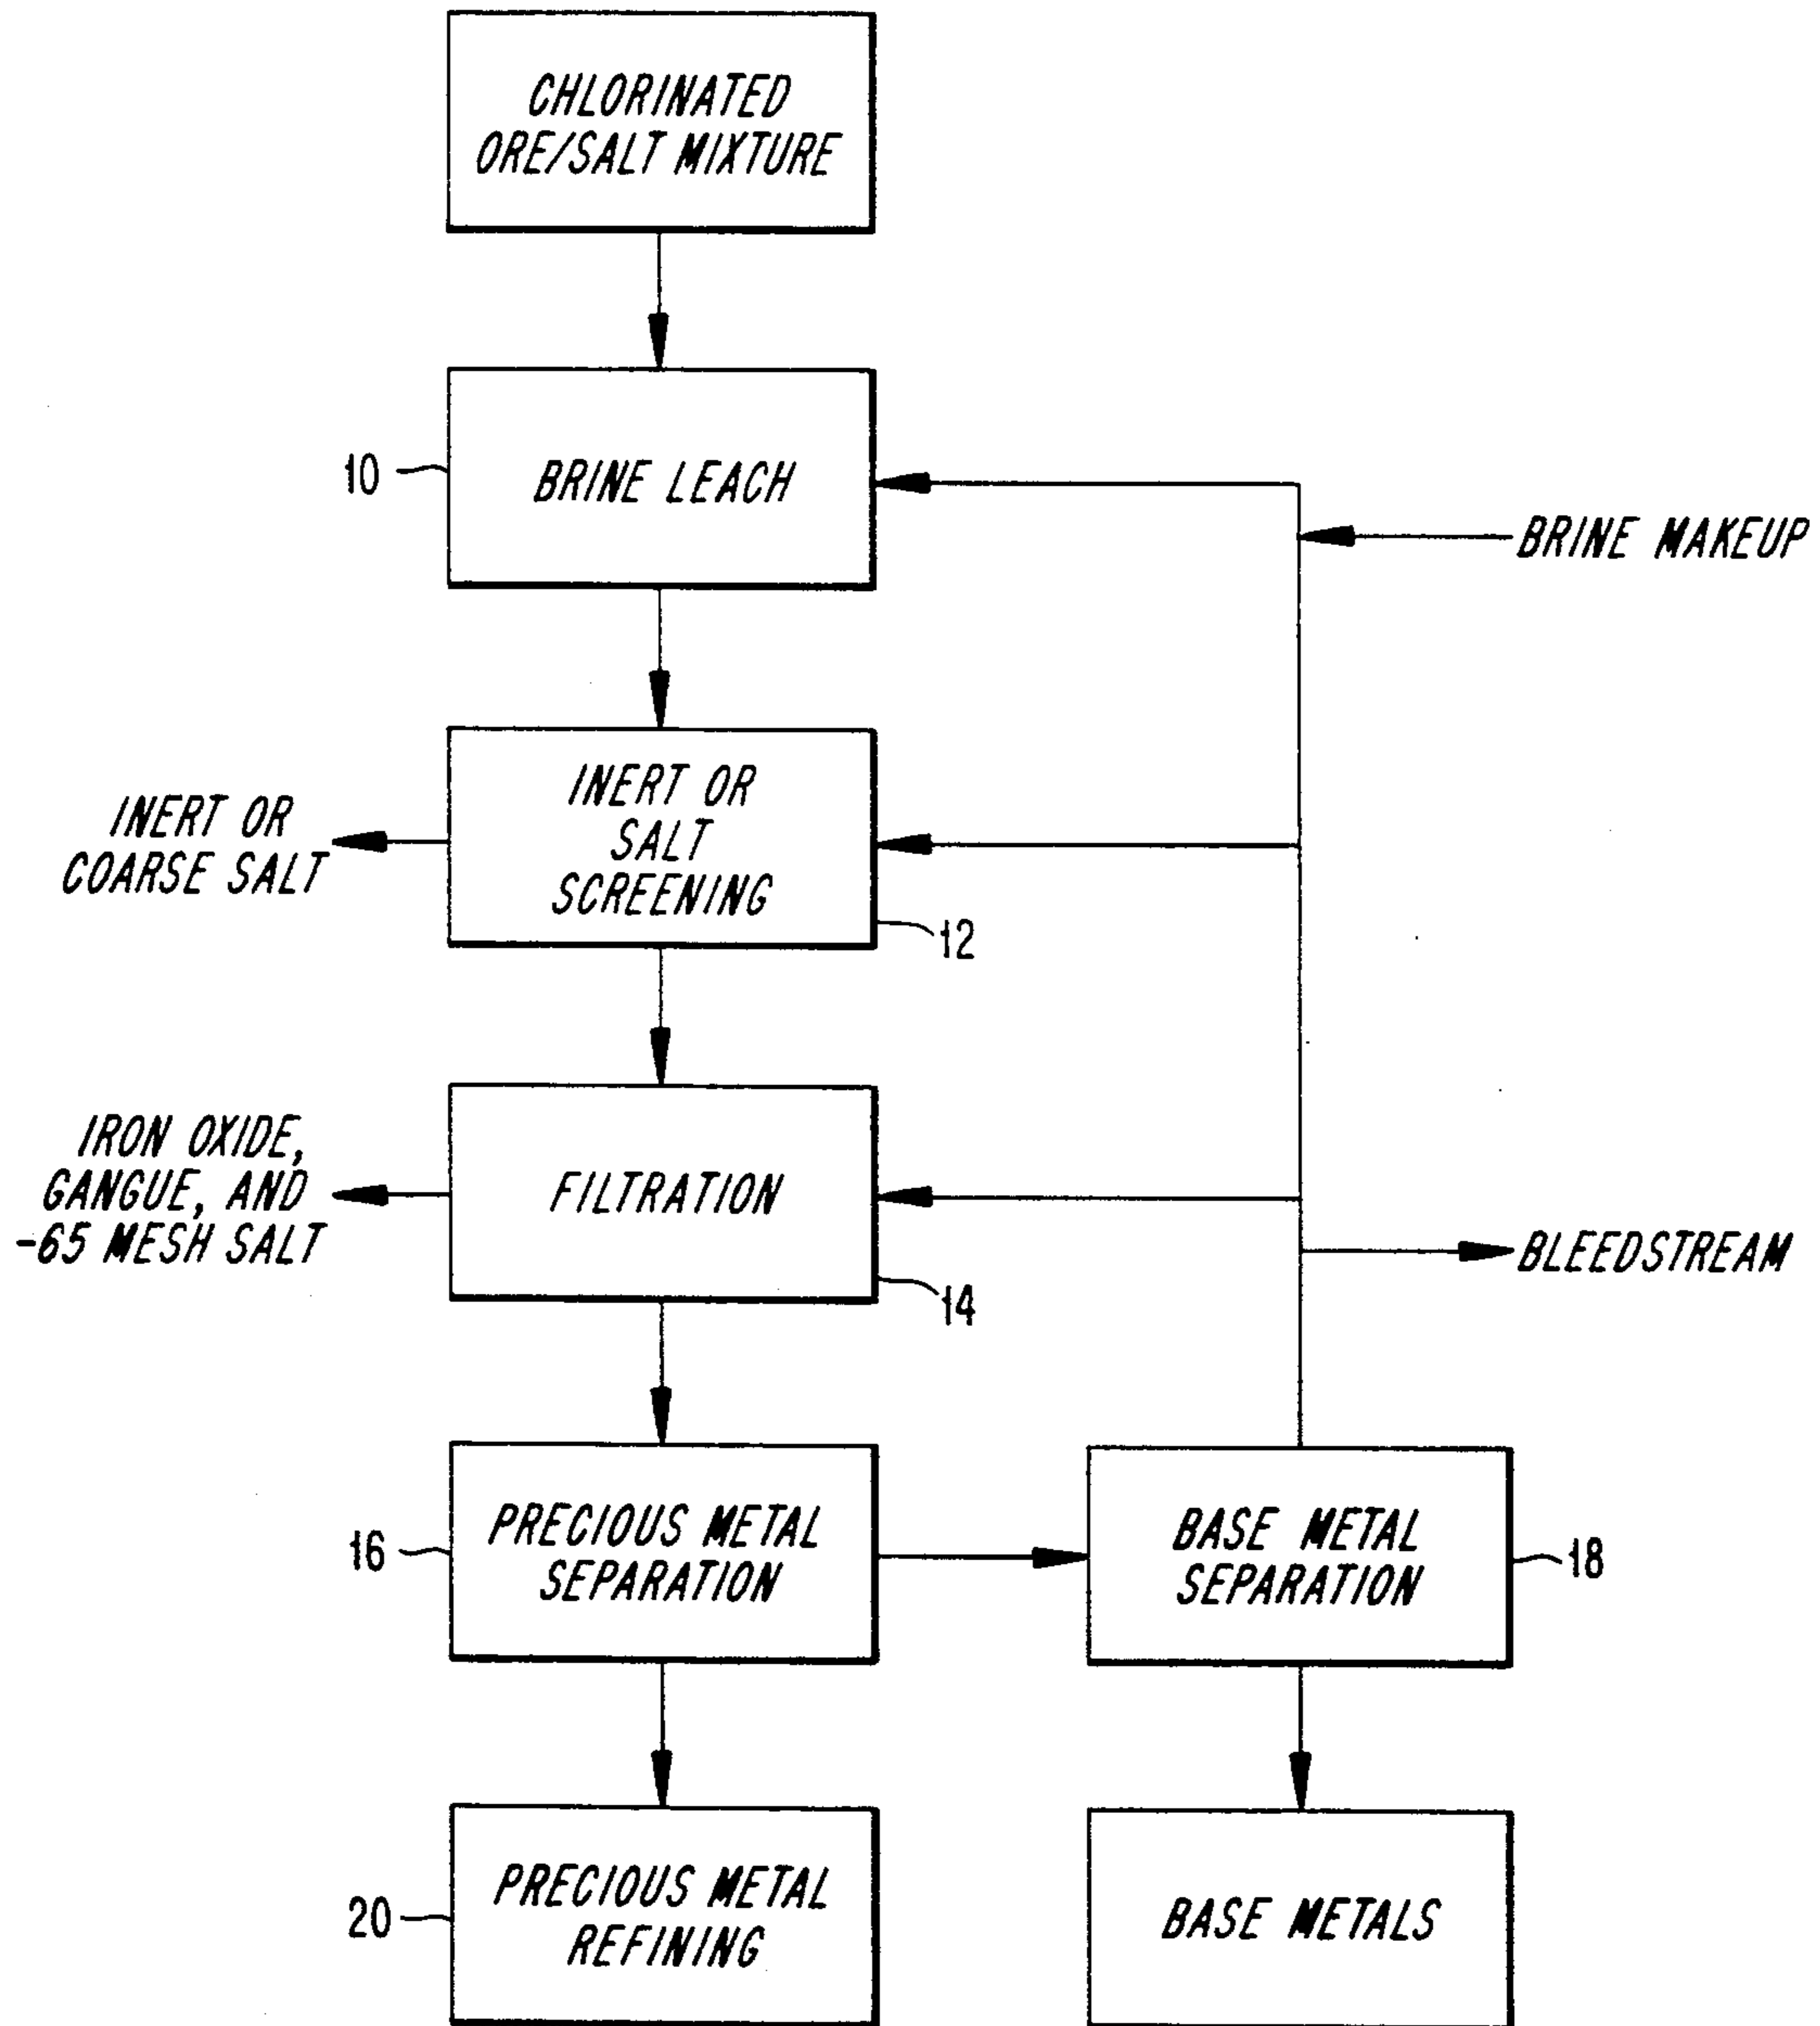 CHLORINATED
ORE/SALT MIXTURE
10
BRINE LEACH
BRINE MAKEUP
INERT OR
COARSE SALT
INERT OR
SALT
SCREENING
12
IRON OXIDE,
GANGUE, AND
-65 MESH SALT
FILTRATION
14
BLEEDSTREAM
16
PRECIOUS METAL
SEPARATION
BASE METAL
SEPARATION
18
20
PRECIOUS METAL
REFINING
BASE METALS